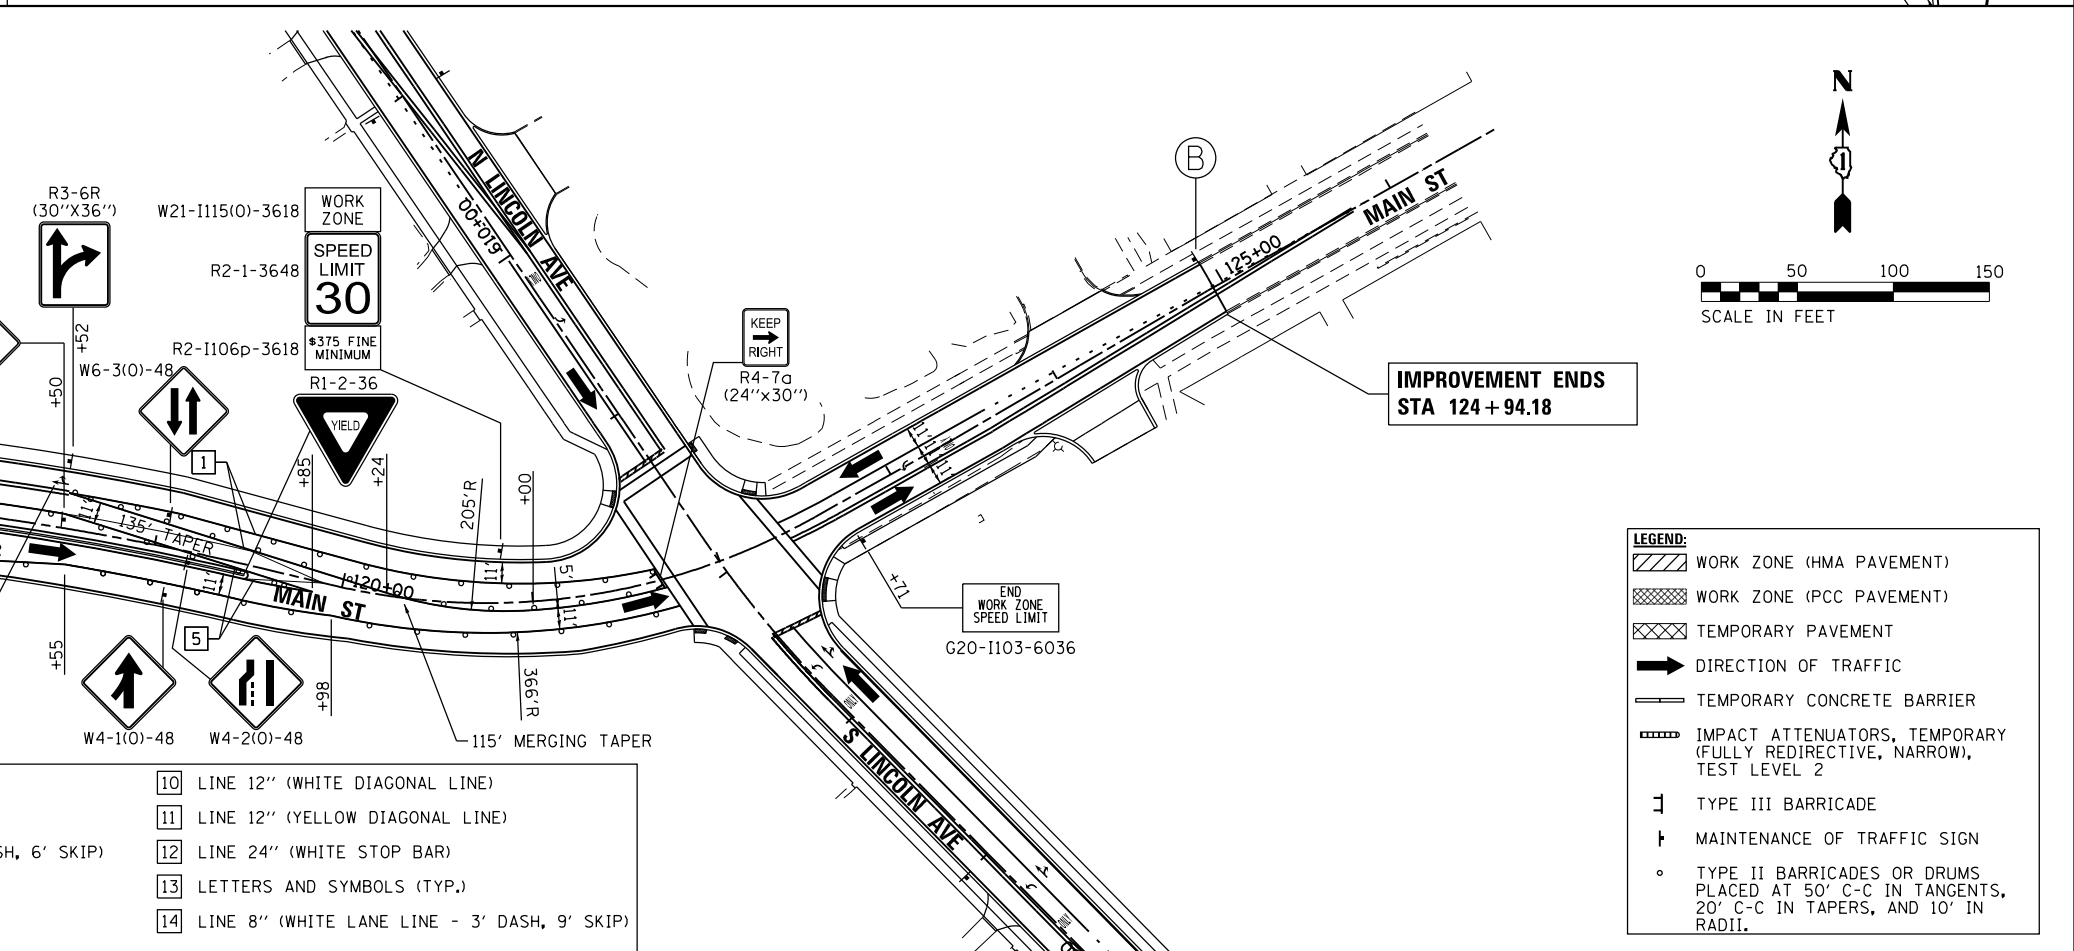 N
1
0 50 100 150
SCALE IN FEET
R3-6R
(30''X36'')
W21-I115(O)-3618
WORK
ZONE
R2-1-3648
SPEED
LIMIT
30
R2-I106p-3618
$375 FINE
MINIMUM
R1-2-36
YIELD
W6-3(O)-48
+52
+50
1
+85
+24
205'R
+00
11'
135' TAPER
11'
11'
5'
11'
120+00
MAIN ST
5
+55
+98
366'R
W4-1(O)-48
W4-2(O)-48
115' MERGING TAPER
N LINCOLN AVE
610+00
KEEP
RIGHT
R4-7a
(24''x30'')
B
125+00
MAIN ST
IMPROVEMENT ENDS
STA 124+94.18
11'
11'
+71
END
WORK ZONE
SPEED LIMIT
G20-I103-6036
ONLY
S LINCOLN AVE
ONLY
SH, 6' SKIP)
10 LINE 12'' (WHITE DIAGONAL LINE)
11 LINE 12'' (YELLOW DIAGONAL LINE)
12 LINE 24'' (WHITE STOP BAR)
13 LETTERS AND SYMBOLS (TYP.)
14 LINE 8'' (WHITE LANE LINE - 3' DASH, 9' SKIP)
LEGEND:
WORK ZONE (HMA PAVEMENT)
WORK ZONE (PCC PAVEMENT)
TEMPORARY PAVEMENT
DIRECTION OF TRAFFIC
TEMPORARY CONCRETE BARRIER
IMPACT ATTENUATORS, TEMPORARY
(FULLY REDIRECTIVE, NARROW),
TEST LEVEL 2
TYPE III BARRICADE
MAINTENANCE OF TRAFFIC SIGN
TYPE II BARRICADES OR DRUMS
PLACED AT 50' C-C IN TANGENTS,
20' C-C IN TAPERS, AND 10' IN
RADII.